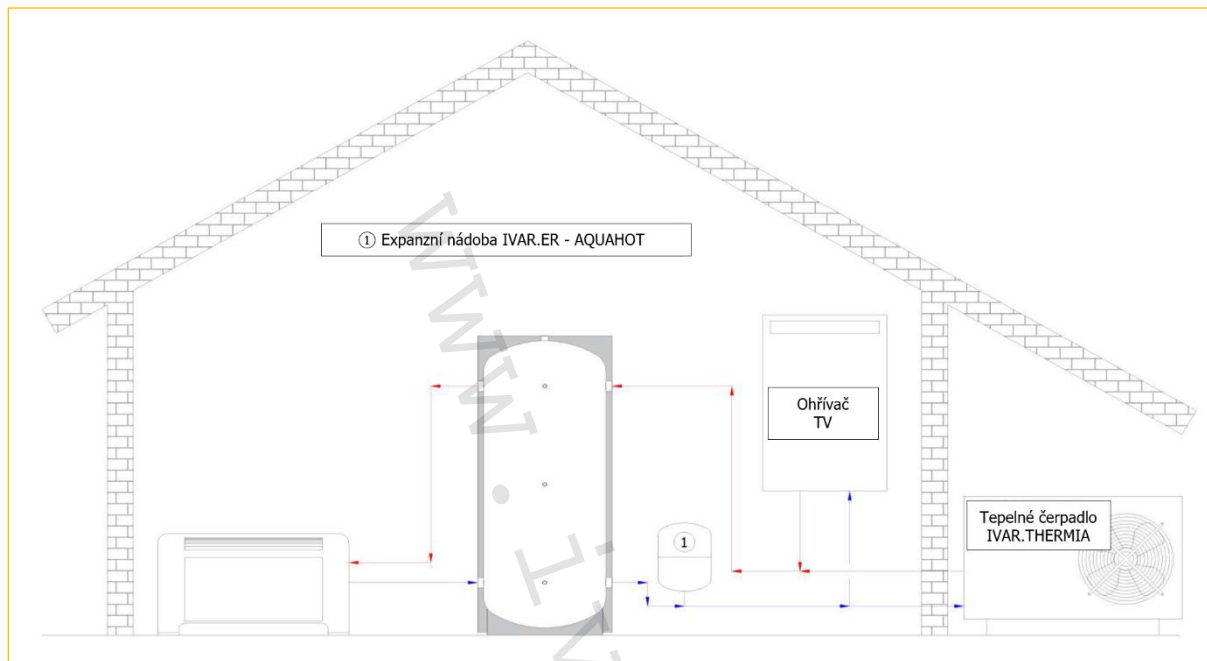 ① Expanzní nádoba IVAR.ER - AQUAHOT
Ohřívač
TV
Tepelné čerpadlo
IVAR.THERMIA
①
www.iv